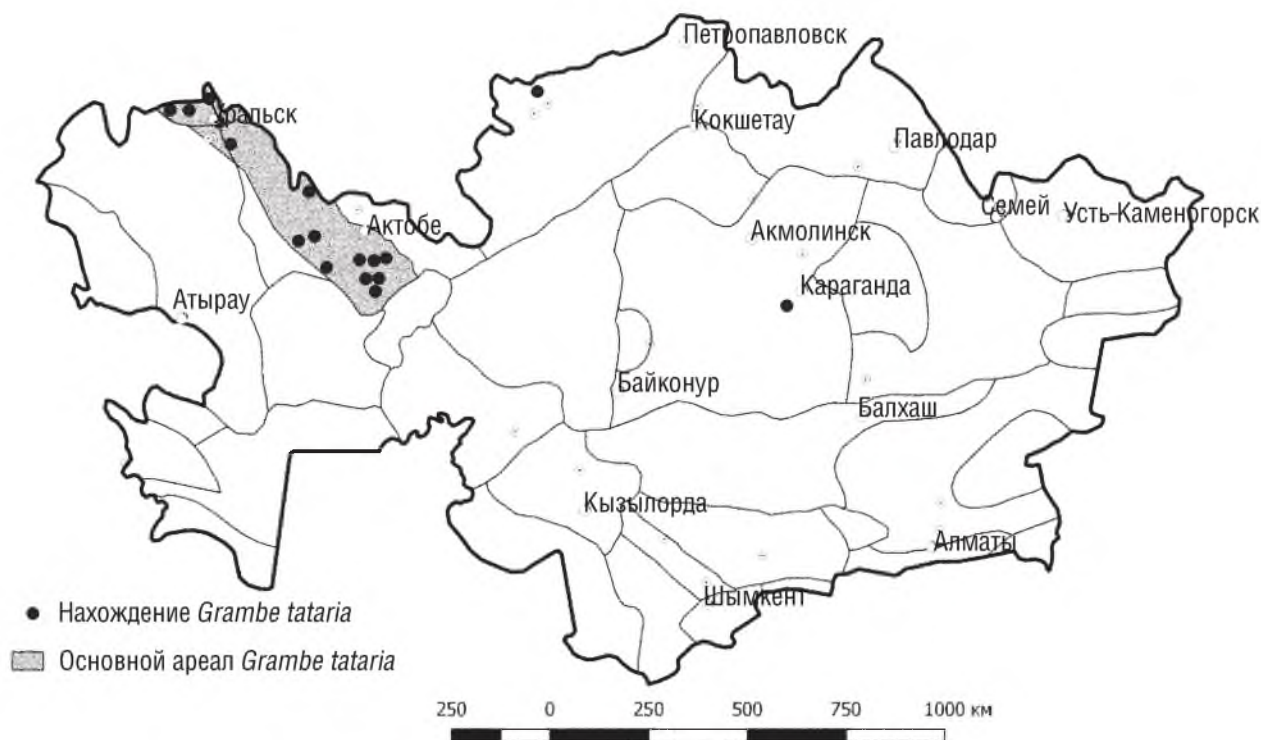 Петропавловск
Уральск
Кокшетау
Павлодар
Семей
Усть-Каменогорск
Актобе
Акмолинск
Караганда
Атырау
Байконур
Балхаш
Кызылорда
Алматы
Шымкент
Нахождение Grambe tataria
Основной ареал Grambe tataria
250 0 250 500 750 1000 км